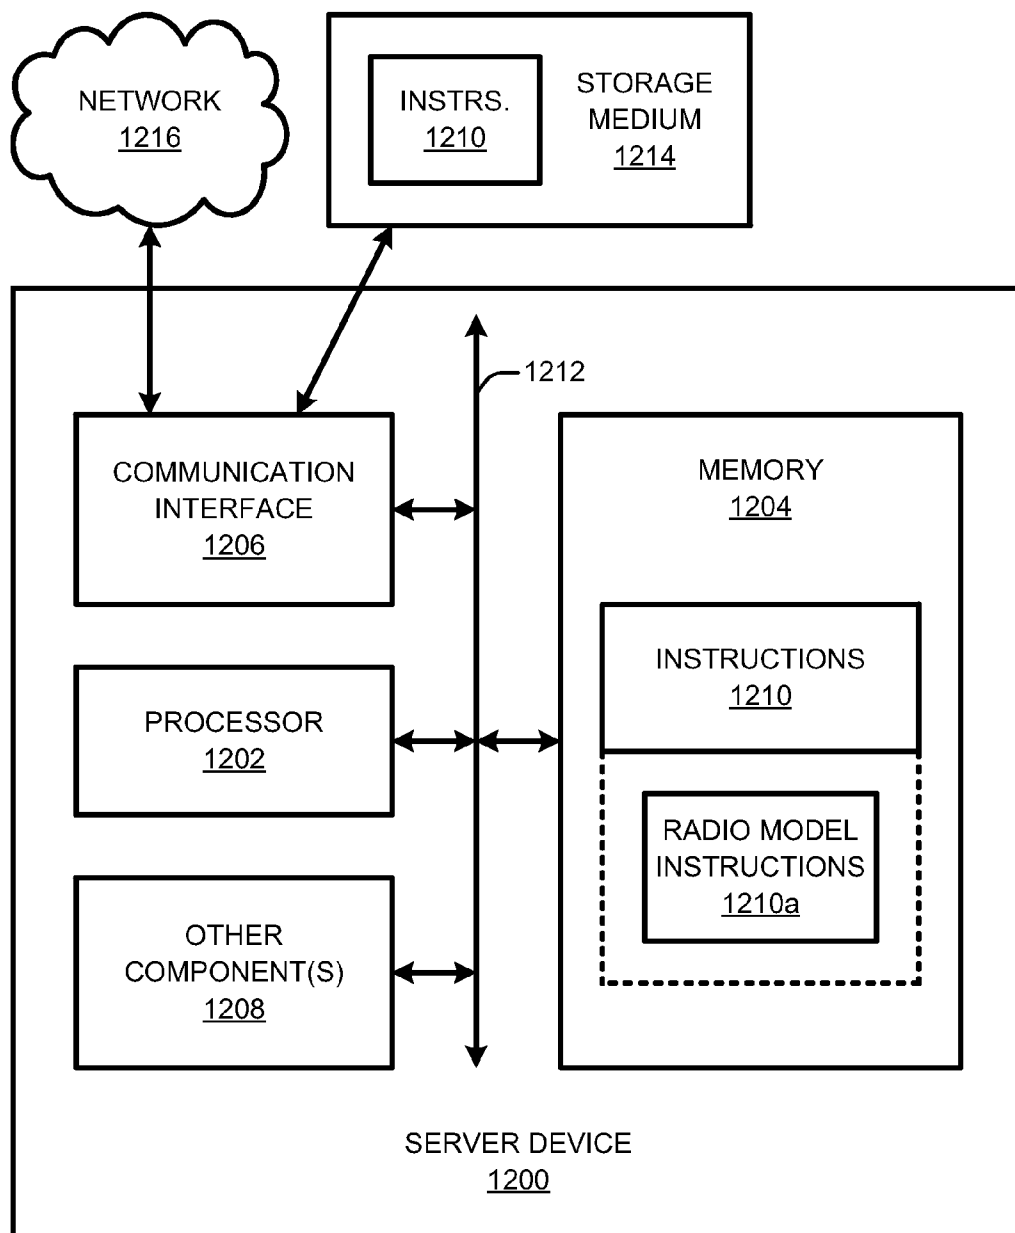 NETWORK
1216
INSTRS.
1210
STORAGE
MEDIUM
1214
1212
COMMUNICATION
INTERFACE
1206
MEMORY
1204
INSTRUCTIONS
1210
PROCESSOR
1202
RADIO MODEL
INSTRUCTIONS
1210a
OTHER
COMPONENT(S)
1208
SERVER DEVICE
1200